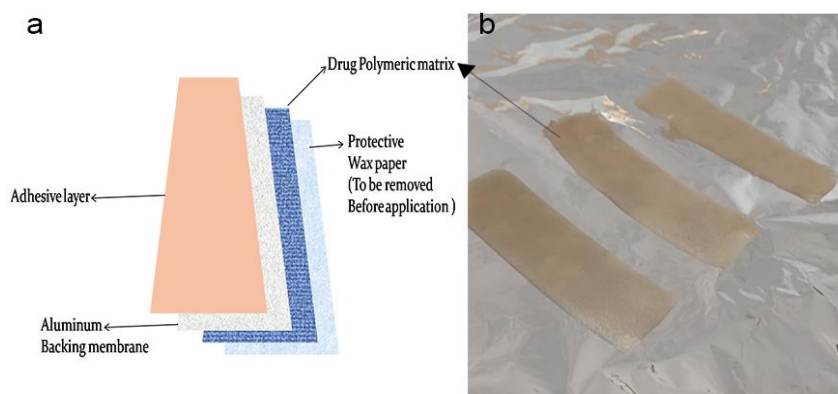 a
b
Drug Polymeric matrix
Protective
Wax paper
(To be removed
Before application )
Adhesive layer
Aluminum
Backing membrane